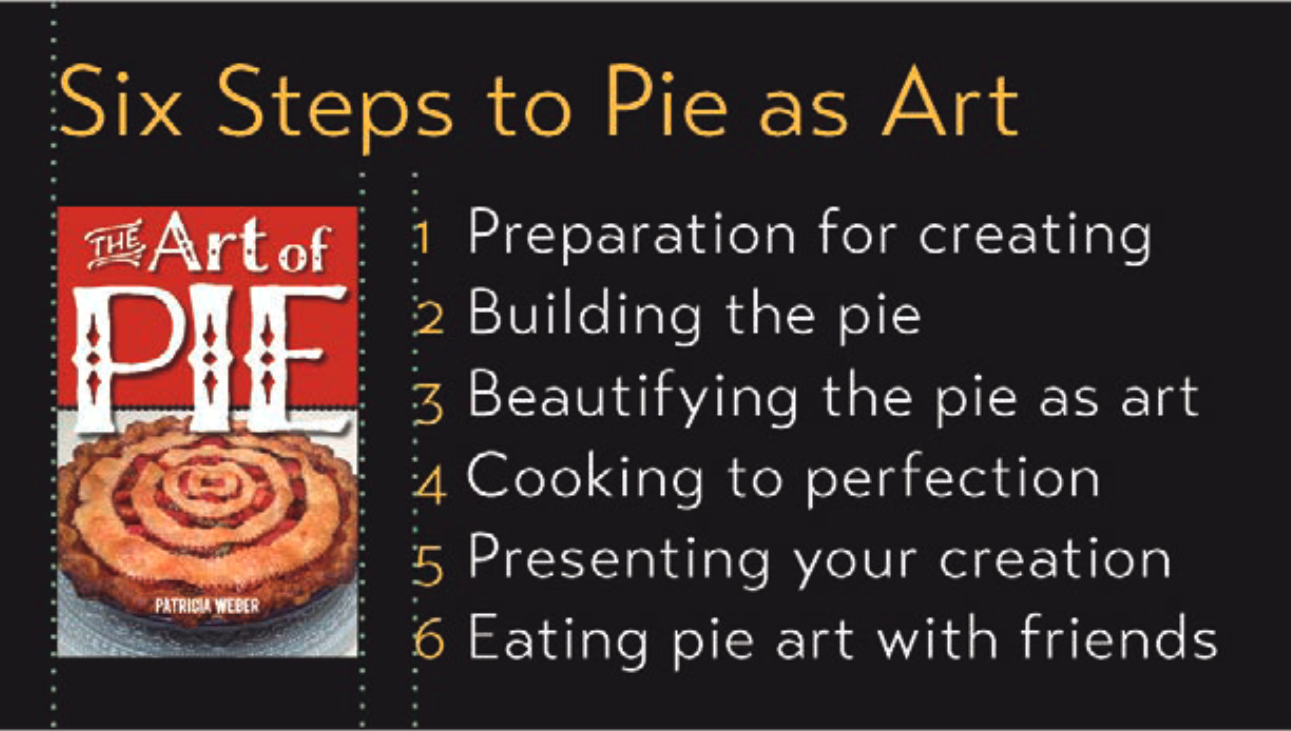 Six Steps to Pie as Art
THE Art of
PIE
PATRICIA WEBER
1 Preparation for creating
2 Building the pie
3 Beautifying the pie as art
4 Cooking to perfection
5 Presenting your creation
6 Eating pie art with friends